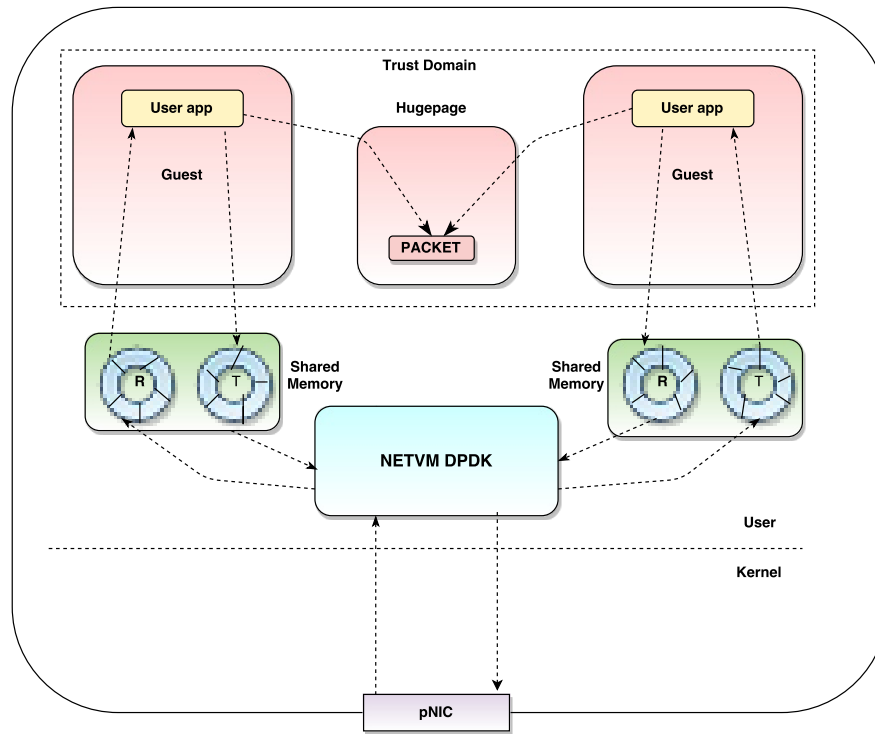 Trust Domain
User app
Hugepage
User app
Guest
Guest
PACKET
R
T
Shared
Memory
Shared
Memory
R
T
NETVM DPDK
User
Kernel
pNIC